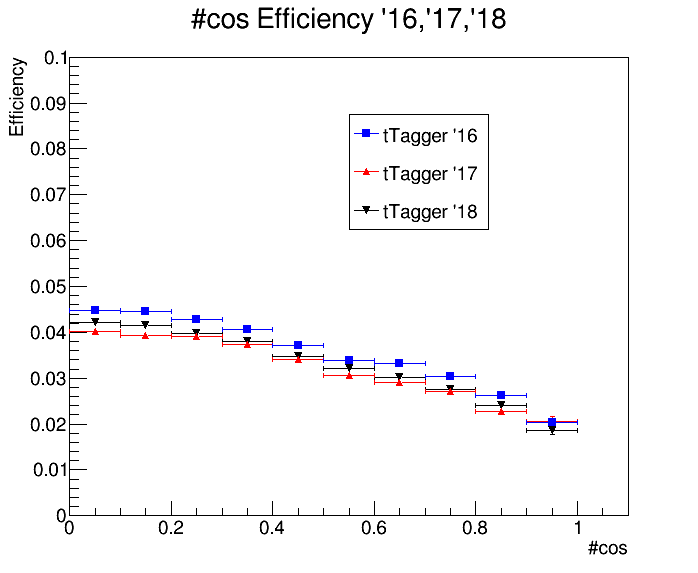 #cos Efficiency '16,'17,'18
Efficiency
0.1
0.09
0.08
0.07
0.06
0.05
0.04
0.03
0.02
0.01
0
tTagger '16
tTagger '17
tTagger '18
0 0.2 0.4 0.6 0.8 1
#cos